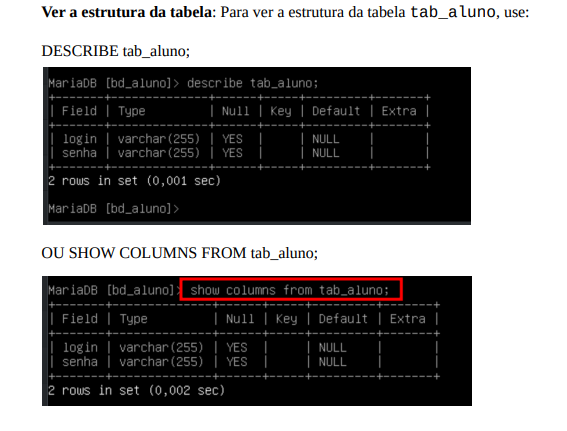 Ver a estrutura da tabela: Para ver a estrutura da tabela tab_aluno, use:
DESCRIBE tab_aluno;
MariaDB [bd_aluno]> describe tab_aluno;
+-------+--------------+------+-----+---------+-------+
| Field | Type         | Null | Key | Default | Extra |
+-------+--------------+------+-----+---------+-------+
| login | varchar(255) | YES  |     | NULL    |       |
| senha | varchar(255) | YES  |     | NULL    |       |
+-------+--------------+------+-----+---------+-------+
2 rows in set (0,001 sec)
MariaDB [bd_aluno]>
OU SHOW COLUMNS FROM tab_aluno;
MariaDB [bd_aluno]> show columns from tab_aluno;
+-------+--------------+------+-----+---------+-------+
| Field | Type         | Null | Key | Default | Extra |
+-------+--------------+------+-----+---------+-------+
| login | varchar(255) | YES  |     | NULL    |       |
| senha | varchar(255) | YES  |     | NULL    |       |
+-------+--------------+------+-----+---------+-------+
2 rows in set (0,002 sec)